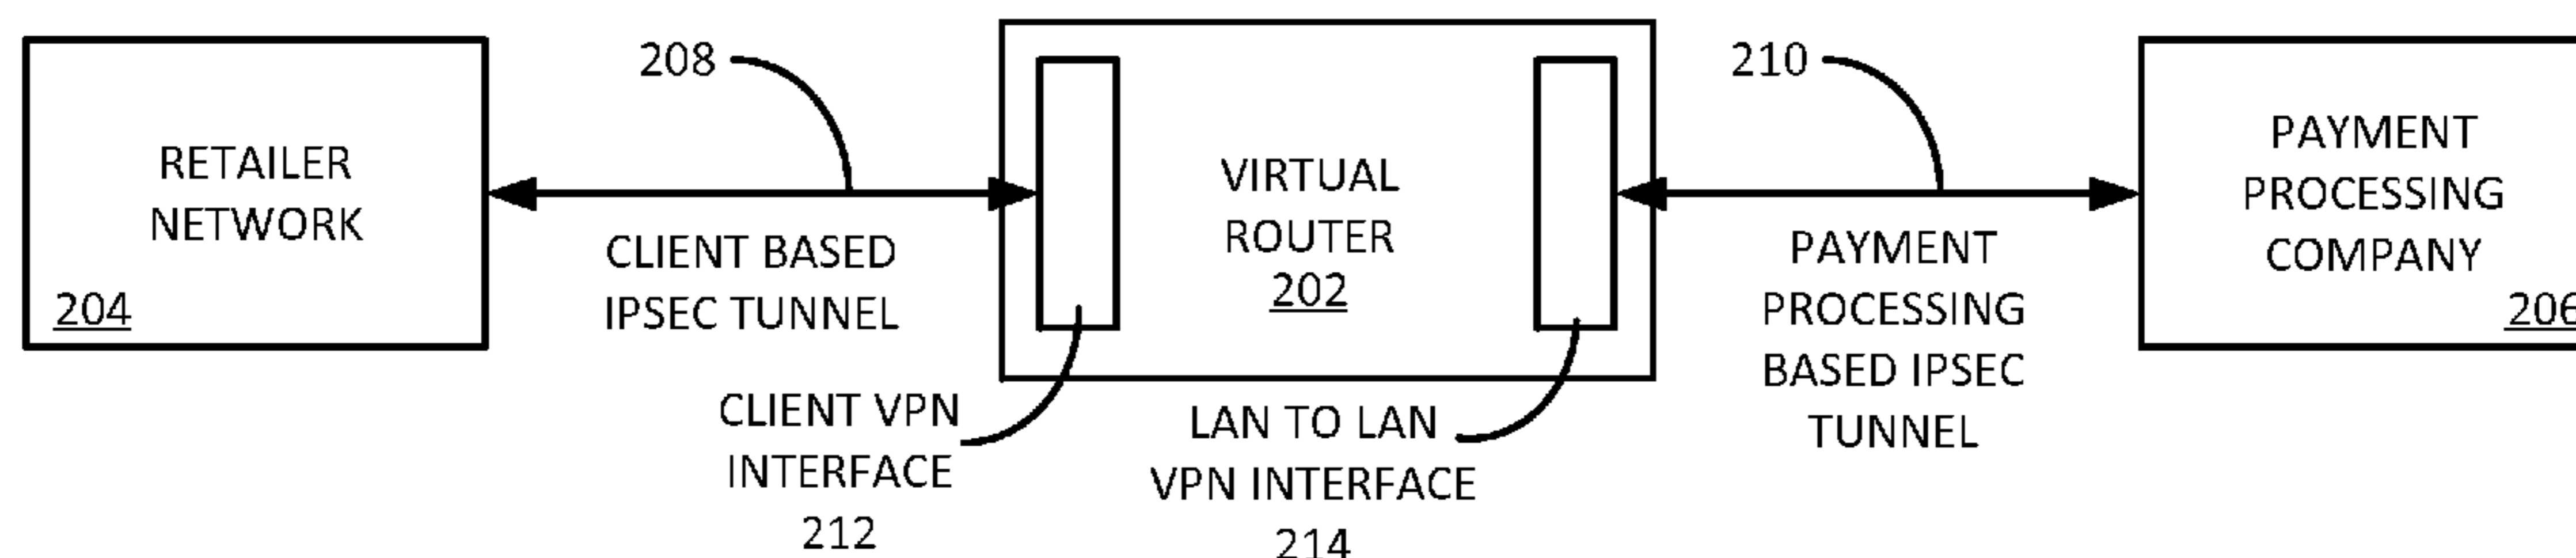 RETAILER
NETWORK
204
208
CLIENT BASED
IPSEC TUNNEL
CLIENT VPN
INTERFACE
212
VIRTUAL
ROUTER
202
LAN TO LAN
VPN INTERFACE
214
210
PAYMENT
PROCESSING
BASED IPSEC
TUNNEL
PAYMENT
PROCESSING
COMPANY
206